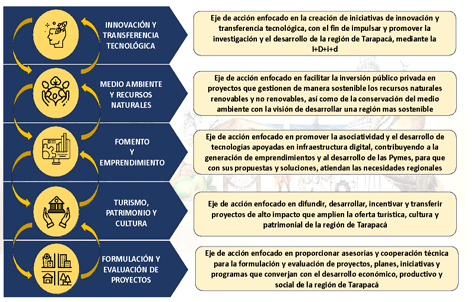 INNOVACIÓN Y
TRANSFERENCIA
TECNOLÓGICA
Eje de acción enfocado en la creación de iniciativas de innovación y
transferencia tecnológica, con el fin de impulsar y promover la
investigación y el desarrollo de la región de Tarapacá, mediante la
I+D+i+d
MEDIO AMBIENTE
Y RECURSOS
NATURALES
Eje de acción enfocado en facilitar la inversión público privada en
proyectos que gestionen de manera sostenible los recursos naturales
renovables y no renovables, así como de la conservación del medio
ambiente con la visión de desarrollar una región mas sostenible
FOMENTO
Y
EMPRENDIMIENTO
Eje de acción enfocado en promover la asociatividad y el desarrollo de
tecnologías apoyadas en infraestructura digital, contribuyendo a la
generación de emprendimientos y al desarrollo de las Pymes, para que
con sus propuestas y soluciones, atiendan las necesidades regionales
TURISMO,
PATRIMONIO Y
CULTURA
Eje de acción enfocado en difundir, desarrollar, incentivar y transferir
proyectos de alto impacto que amplíen la oferta turística, cultura y
patrimonial de la región de Tarapacá
FORMULACIÓN Y
EVALUACIÓN DE
PROYECTOS
Eje de acción enfocado en proporcionar asesorías y cooperación técnica
para la formulación y evaluación de proyectos, planes, iniciativas y
programas que converjan con el desarrollo económico, productivo y
social de la región de Tarapacá